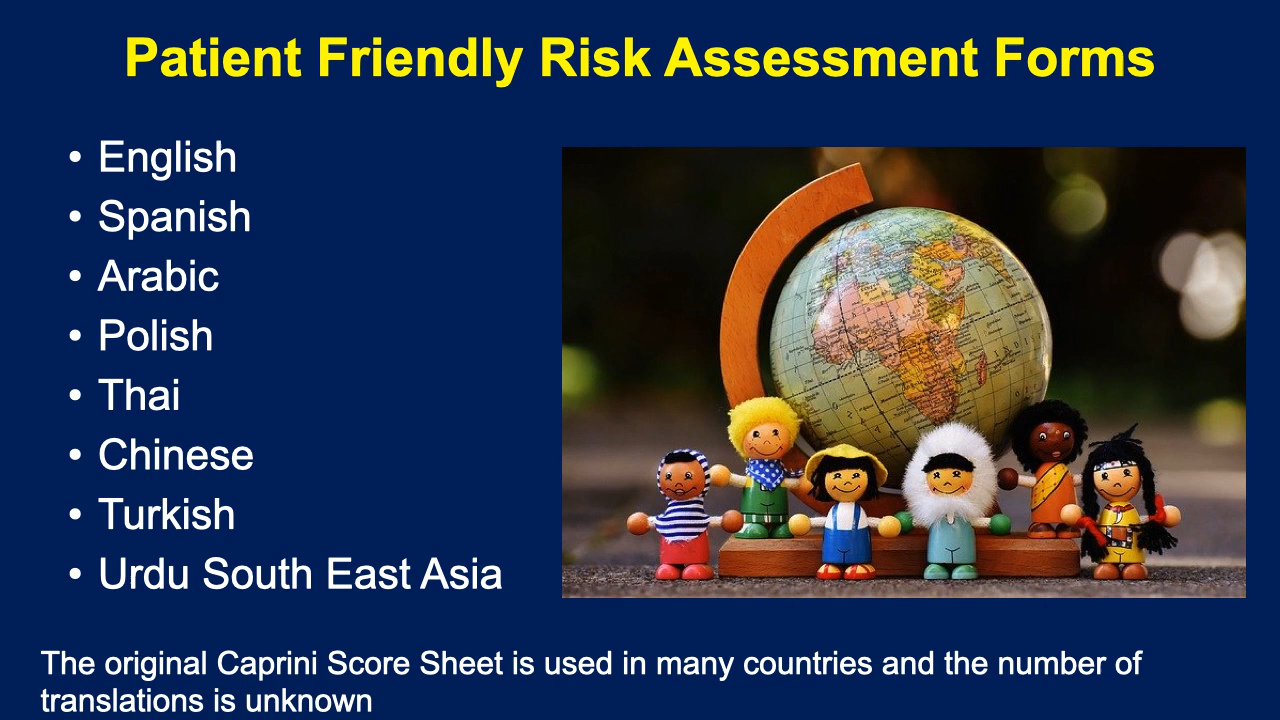 Patient Friendly Risk Assessment Forms
• English
• Spanish
• Arabic
• Polish
• Thai
• Chinese
• Turkish
• Urdu South East Asia
The original Caprini Score Sheet is used in many countries and the number of
translations is unknown